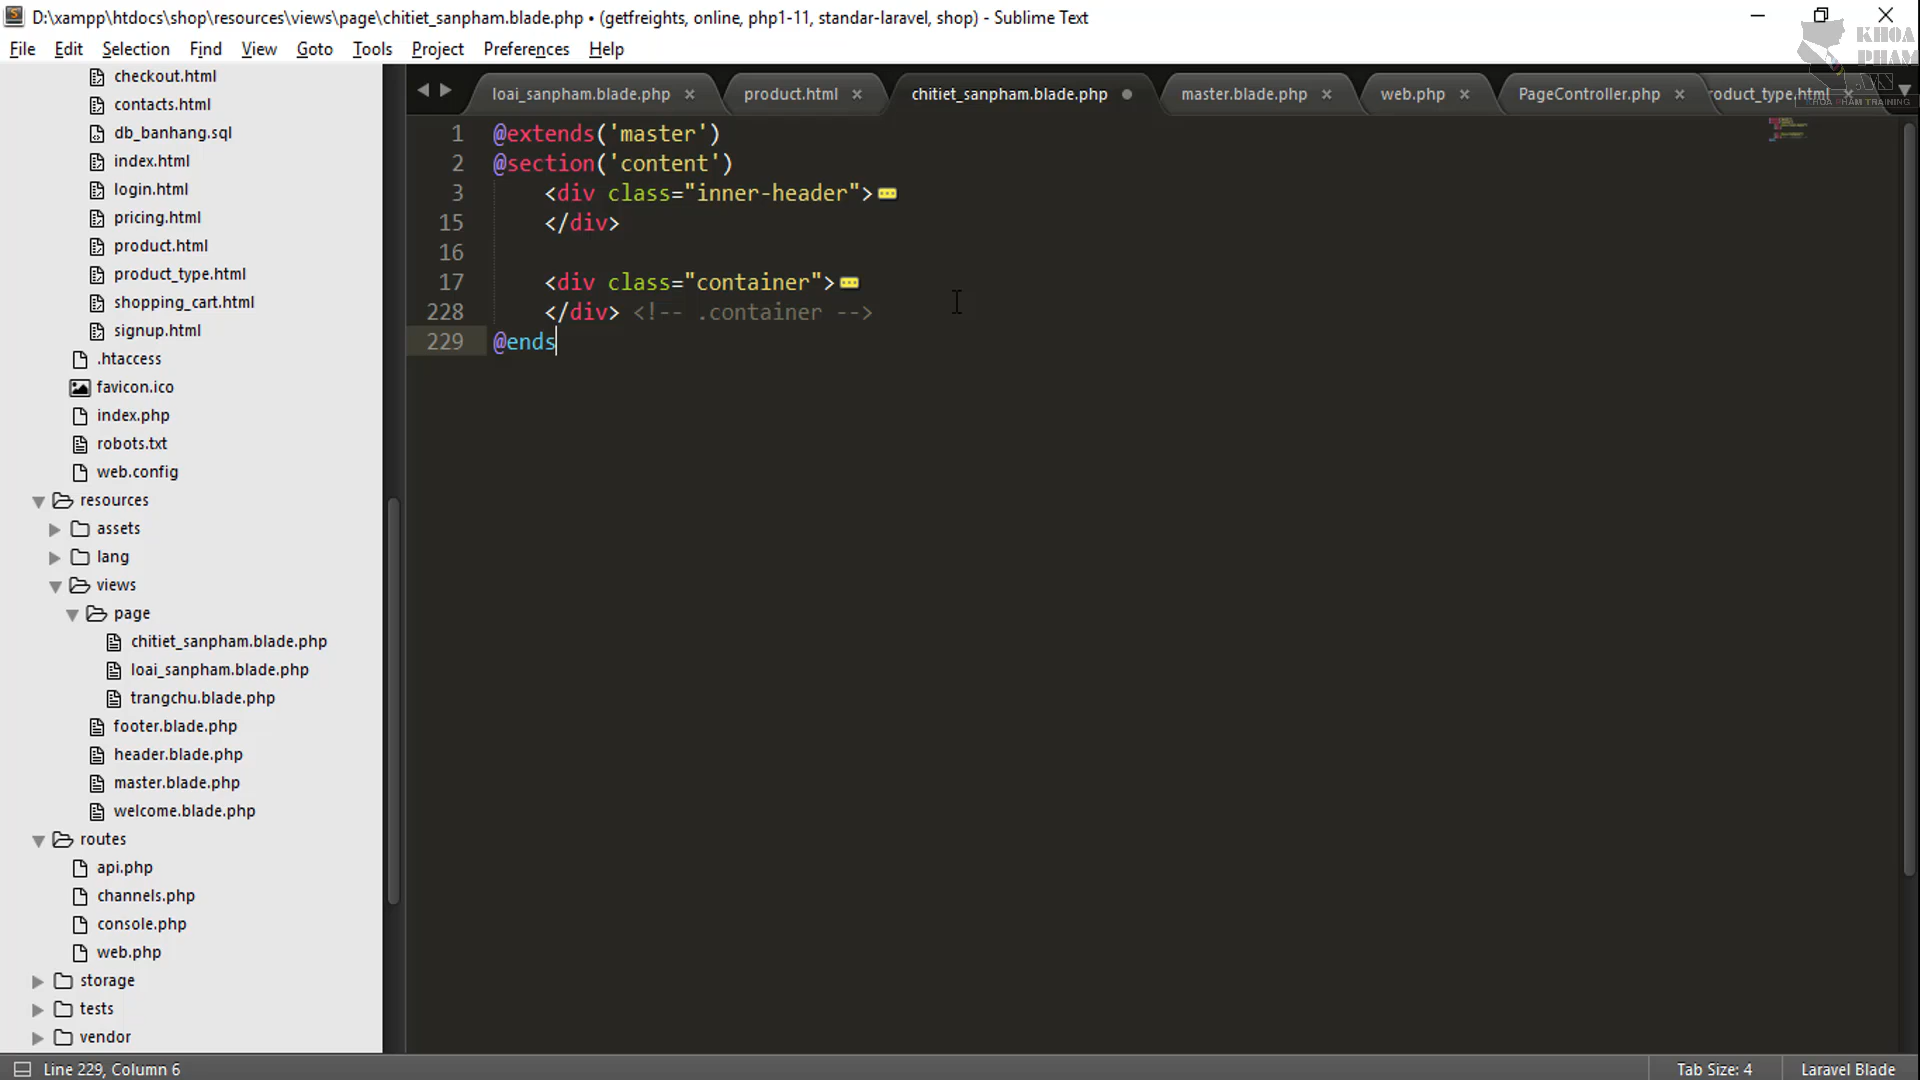 D:\xampp\htdocs\shop\resources\views\page\chitiet_sanpham.blade.php • (getfreights, online, php1-11, standar-laravel, shop) - Sublime Text
File Edit Selection Find View Goto Tools Project Preferences Help
KHOA
PHAM
.VN
KHOA PHAM TRAINING
loai_sanpham.blade.php × product.html × chitiet_sanpham.blade.php master.blade.php × web.php × PageController.php × oduct_type.html ×
checkout.html
contacts.html
db_banhang.sql
index.html
login.html
pricing.html
product.html
product_type.html
shopping_cart.html
signup.html
.htaccess
favicon.ico
index.php
robots.txt
web.config
resources
assets
lang
views
page
chitiet_sanpham.blade.php
loai_sanpham.blade.php
trangchu.blade.php
footer.blade.php
header.blade.php
master.blade.php
welcome.blade.php
routes
api.php
channels.php
console.php
web.php
storage
tests
vendor
1 @extends('master')
2 @section('content')
3 <div class="inner-header">
15 </div>
16
17 <div class="container">
228 </div> <!-- .container -->
229 @ends
Line 229, Column 6
Tab Size: 4
Laravel Blade